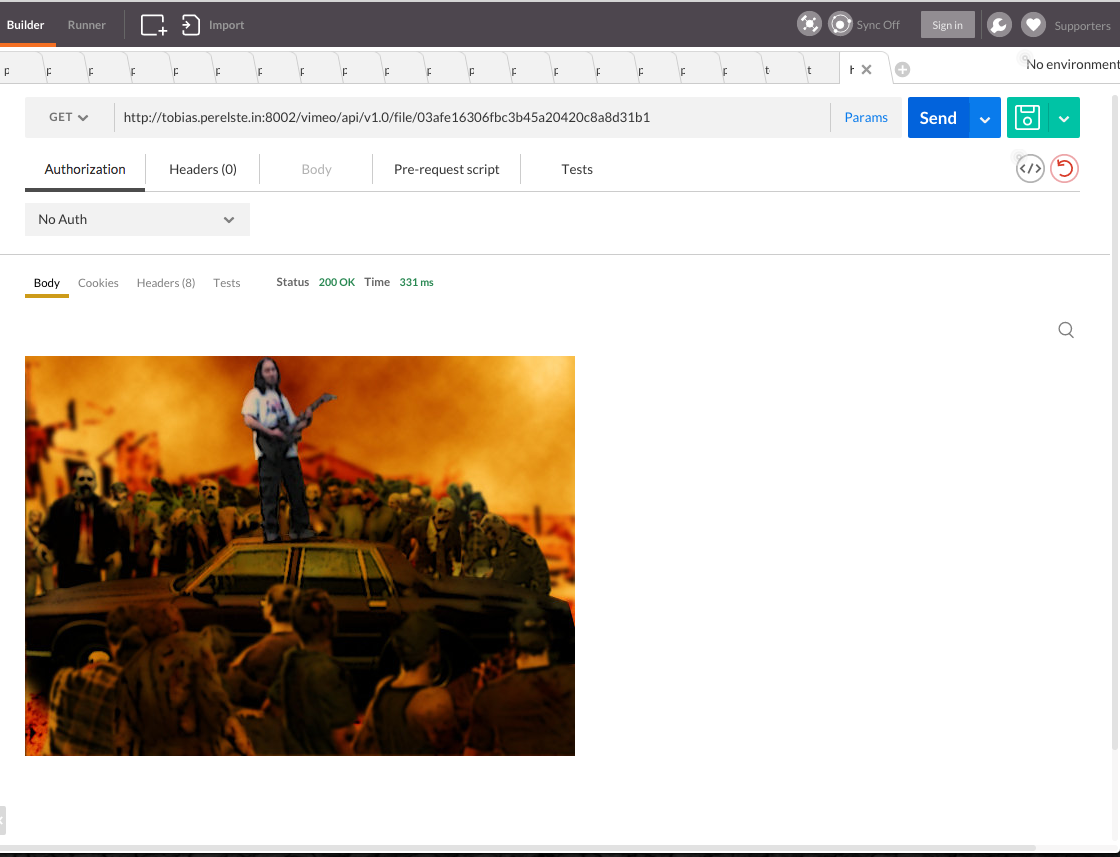 Builder Runner Import Sync Off Sign in Supporters
p p p p p p p p p p p p p p p p p p t t h No environment
GET http://tobias.perelste.in:8002/vimeo/api/v1.0/file/03afe16306fbc3b45a20420c8a8d31b1 Params Send
Authorization Headers (0) Body Pre-request script Tests
No Auth
Body Cookies Headers (8) Tests Status 200 OK Time 331 ms